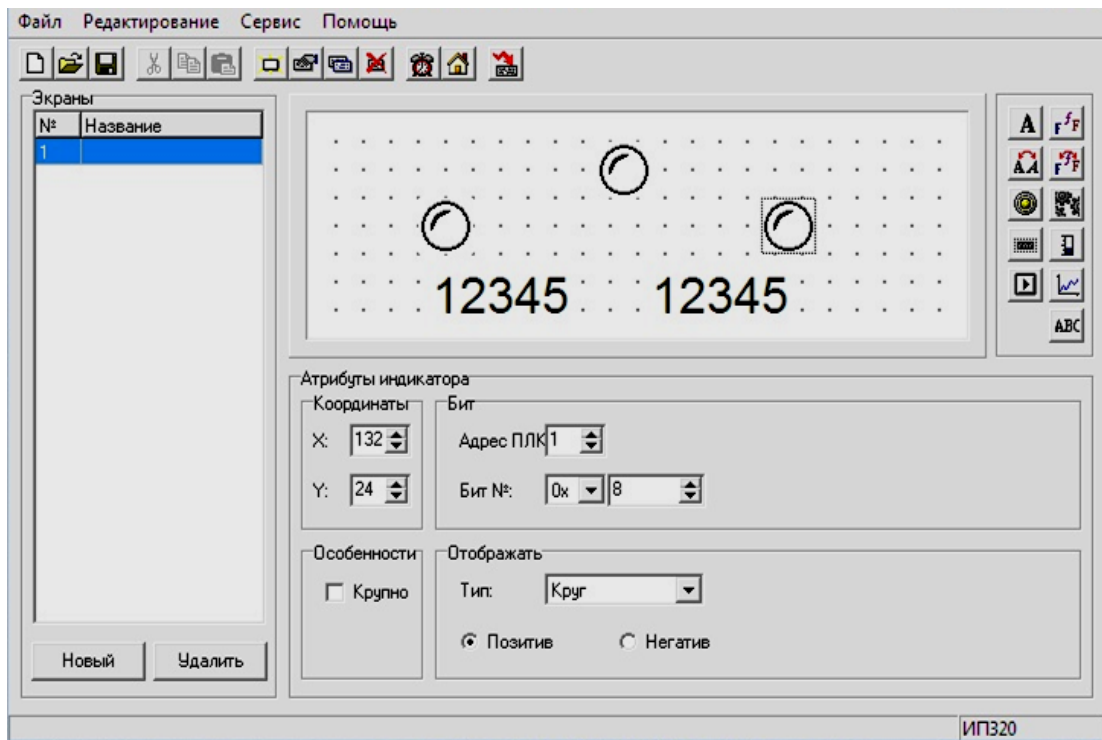 Файл Редактирование Сервис Помощь
Экраны
№ Название
1
12345 12345
A F f F
A A F F F
ABC
Атрибуты индикатора
Координаты
X: 132
Y: 24
Бит
Адрес ПЛК 1
Бит №: 0x 8
Особенности
Крупно
Отображать
Тип: Круг
Позитив Негатив
Новый Удалить
ИП320